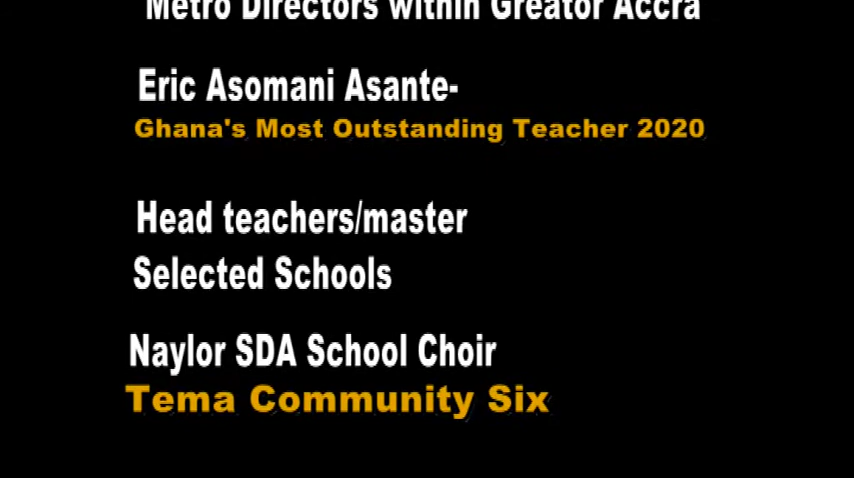 Metro Directors within Greator Accra
Eric Asomani Asante-
Ghana's Most Outstanding Teacher 2020
Head teachers/master
Selected Schools
Naylor SDA School Choir
Tema Community Six